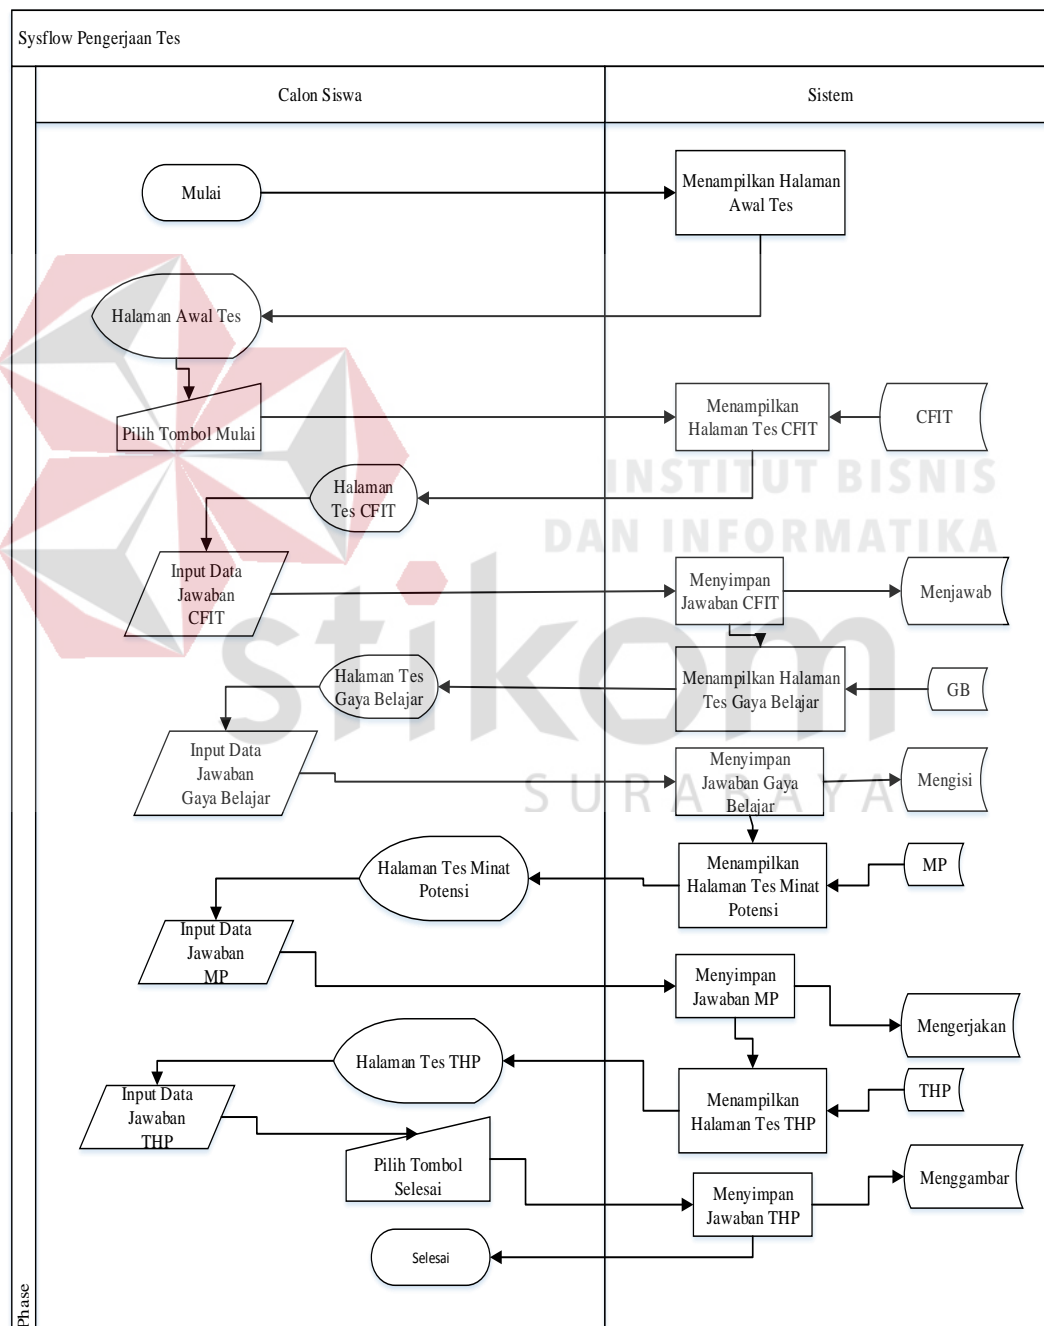 Sysflow Pengerjaan Tes
Calon Siswa
Sistem
Mulai
Menampilkan Halaman
Awal Tes
Halaman Awal Tes
Pilih Tombol Mulai
Menampilkan
Halaman Tes CFIT
CFIT
Halaman
Tes CFIT
INSTITUT BISNIS
DAN INFORMATIKA
Input Data
Jawaban
CFIT
Menyimpan
Jawaban CFIT
Menjawab
stikom
Halaman Tes
Gaya Belajar
Menampilkan Halaman
Tes Gaya Belajar
GB
Input Data
Jawaban
Gaya Belajar
Menyimpan
Jawaban Gaya
Belajar
Mengisi
SURABAYA
Halaman Tes Minat
Potensi
Menampilkan
Halaman Tes Minat
Potensi
MP
Input Data
Jawaban
MP
Menyimpan
Jawaban MP
Mengerjakan
Halaman Tes THP
Menampilkan
Halaman Tes THP
THP
Input Data
Jawaban
THP
Pilih Tombol
Selesai
Menyimpan
Jawaban THP
Menggambar
Selesai
Phase